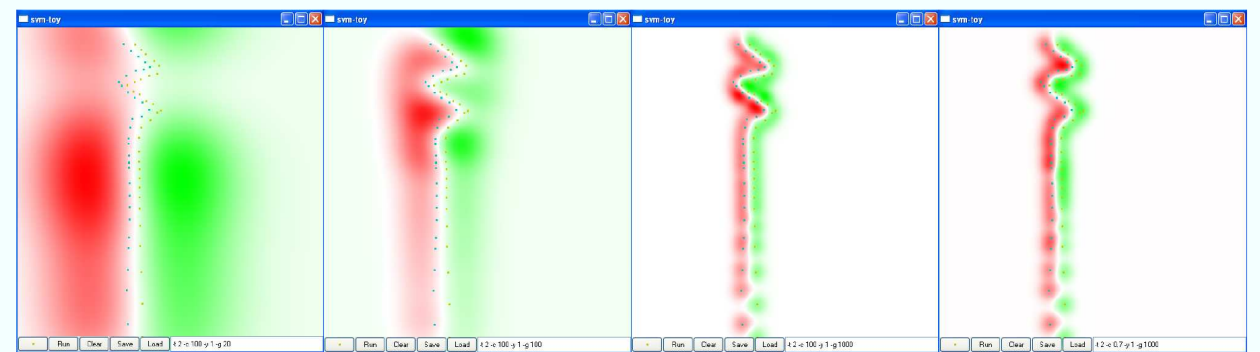 svm-toy
Run Clear Save Load -t 2 -c 100 -y 1 -g 20
svm-toy
Run Clear Save Load -t 2 -c 100 -y 1 -g 100
svm-toy
Run Clear Save Load -t 2 -c 100 -y 1 -g 1000
svm-toy
Run Clear Save Load -t 2 -c 0.7 -y 1 -g 1000